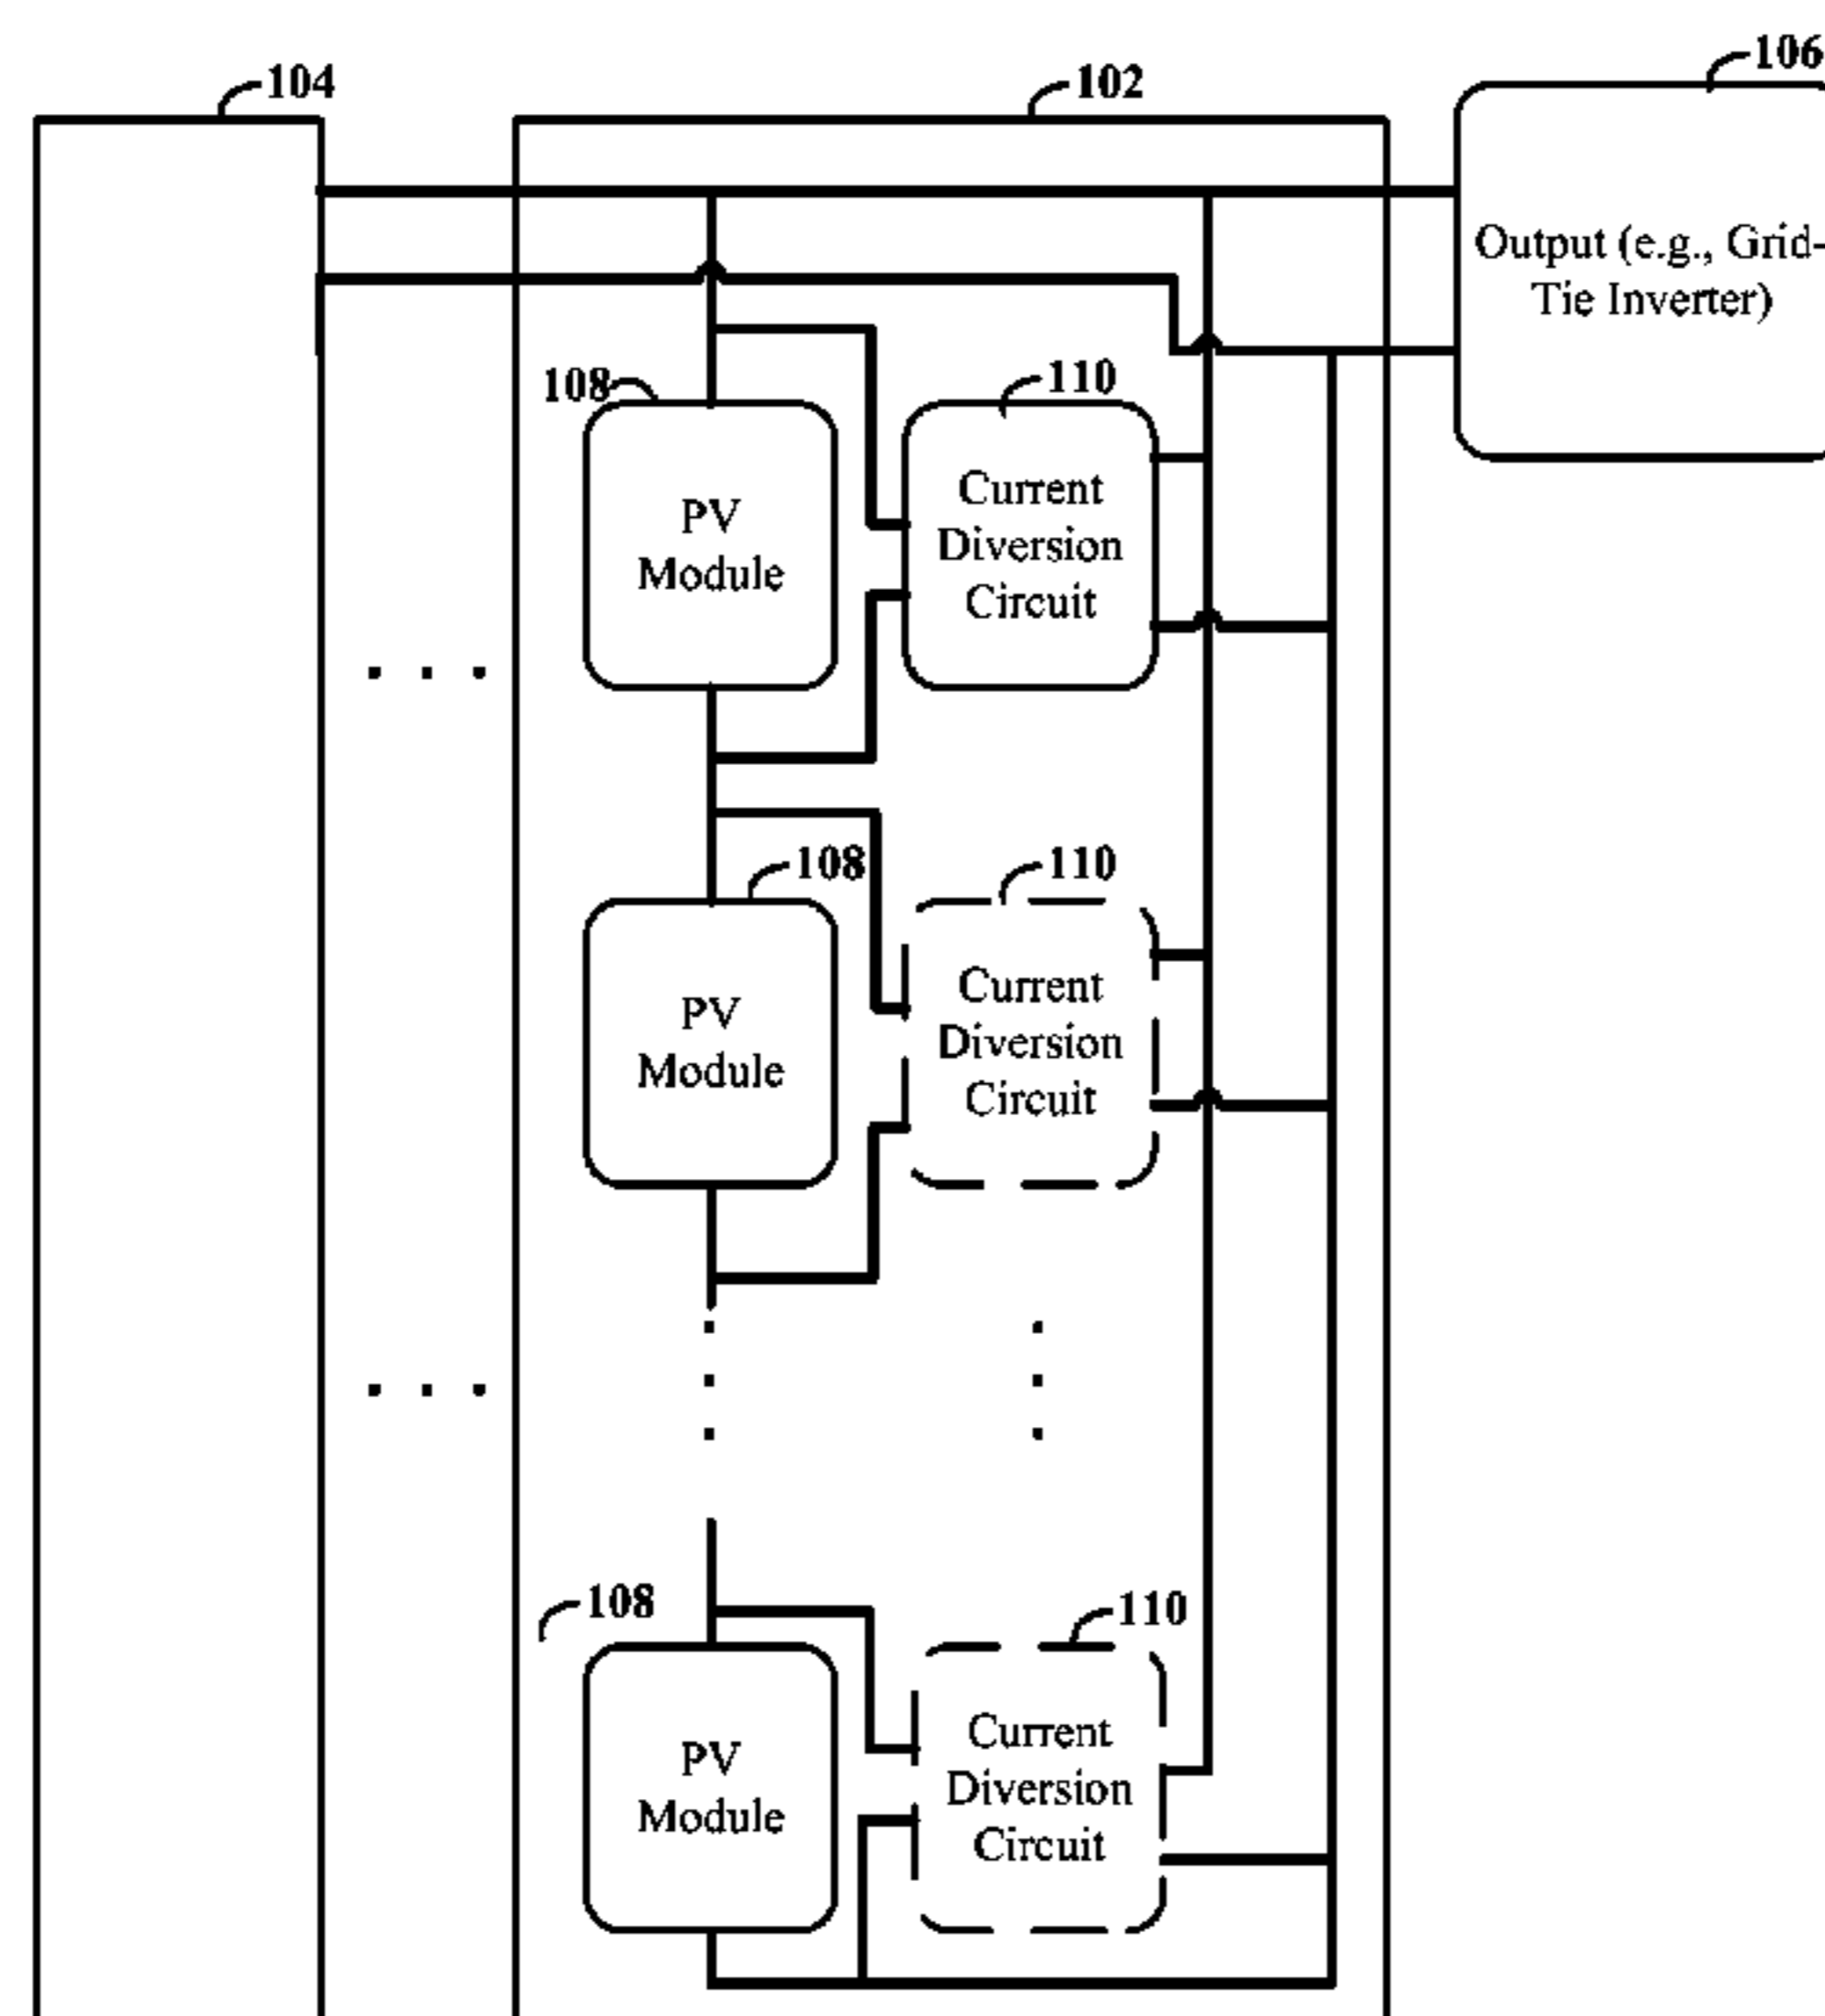 104
102
106
Output (e.g., Grid-
Tie Inverter)
108
110
PV
Module
Current
Diversion
Circuit
108
110
PV
Module
Current
Diversion
Circuit
108
110
PV
Module
Current
Diversion
Circuit